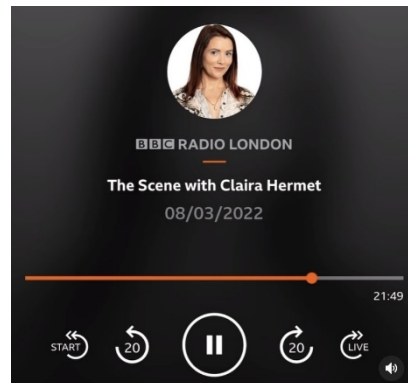 BBC RADIO LONDON
The Scene with Claira Hermet
08/03/2022
21:49
START 20 20 LIVE